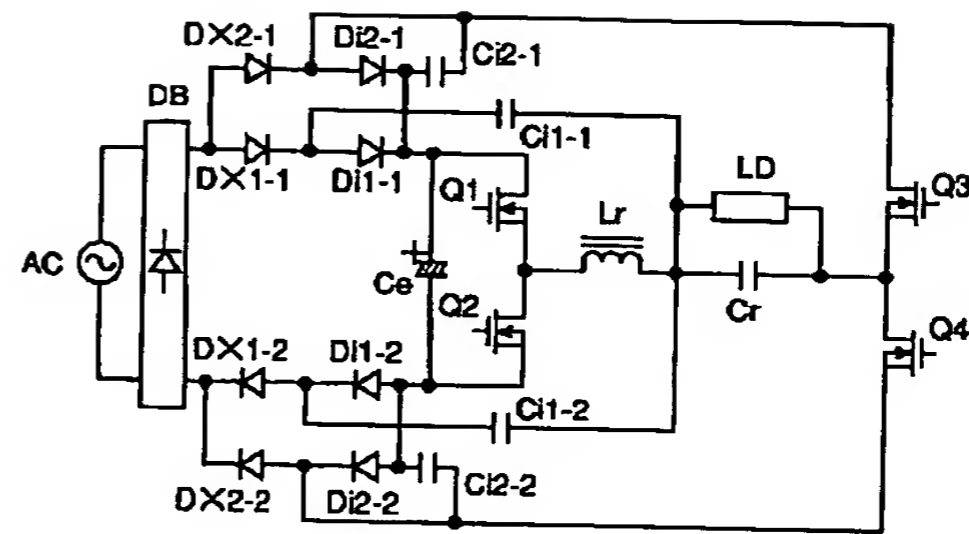 DX2-1
Di2-1
Ci2-1
DB
Ci1-1
DX1-1
Di1-1
Q1
LD
Q3
Lr
AC
Ce
Q2
Cr
Q4
DX1-2
Di1-2
Ci1-2
DX2-2
Di2-2
Ci2-2